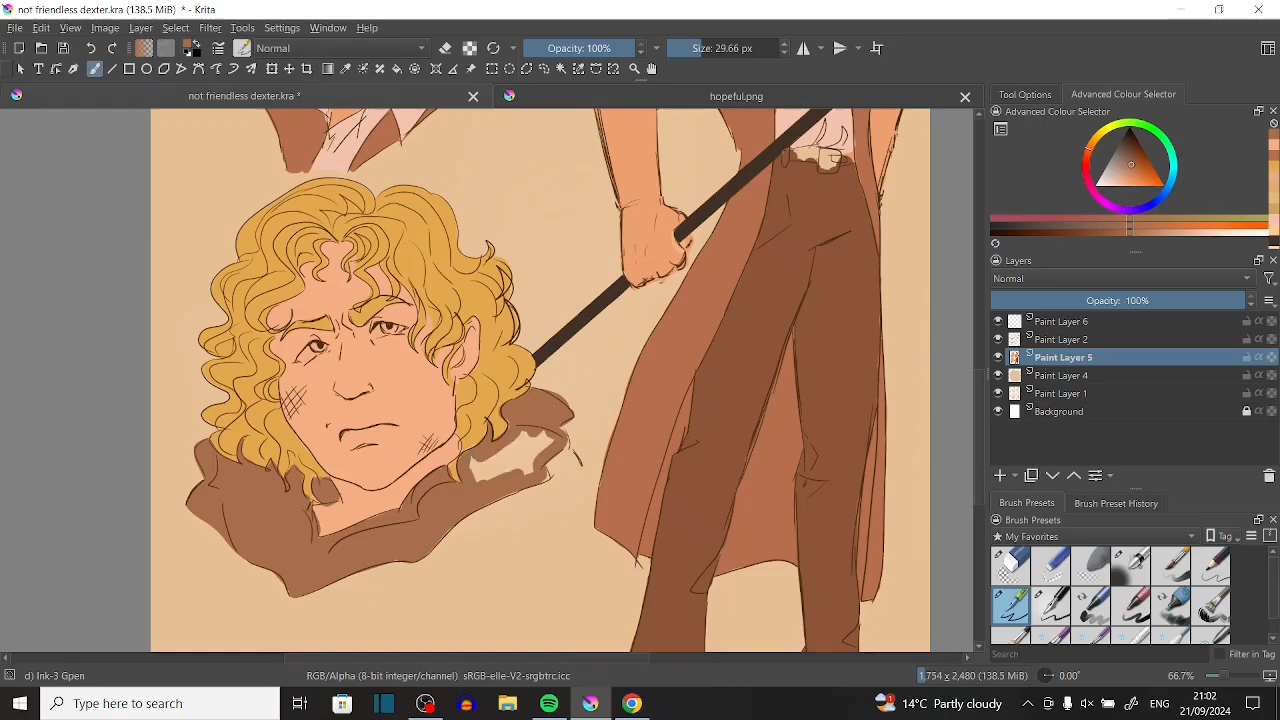 not friendless dexter.kra (138.5 MiB) * - Krita
File Edit View Image Layer Select Filter Tools Settings Window Help
Normal
Opacity: 100%
Size: 29.66 px
not friendless dexter.kra *
hopeful.png
Tool Options
Advanced Colour Selector
Advanced Colour Selector
Layers
Normal
Opacity: 100%
Paint Layer 6
Paint Layer 2
Paint Layer 5
Paint Layer 4
Paint Layer 1
Background
Brush Presets
Brush Preset History
Brush Presets
My Favorites
Tag
Search
Filter in Tag
d) Ink-3 Gpen
RGB/Alpha (8-bit integer/channel) sRGB-elle-V2-srgbtrc.icc
1,754 x 2,480 (138.5 MiB)
0.00°
66.7%
Type here to search
14°C Partly cloudy
ENG
21:02
21/09/2024